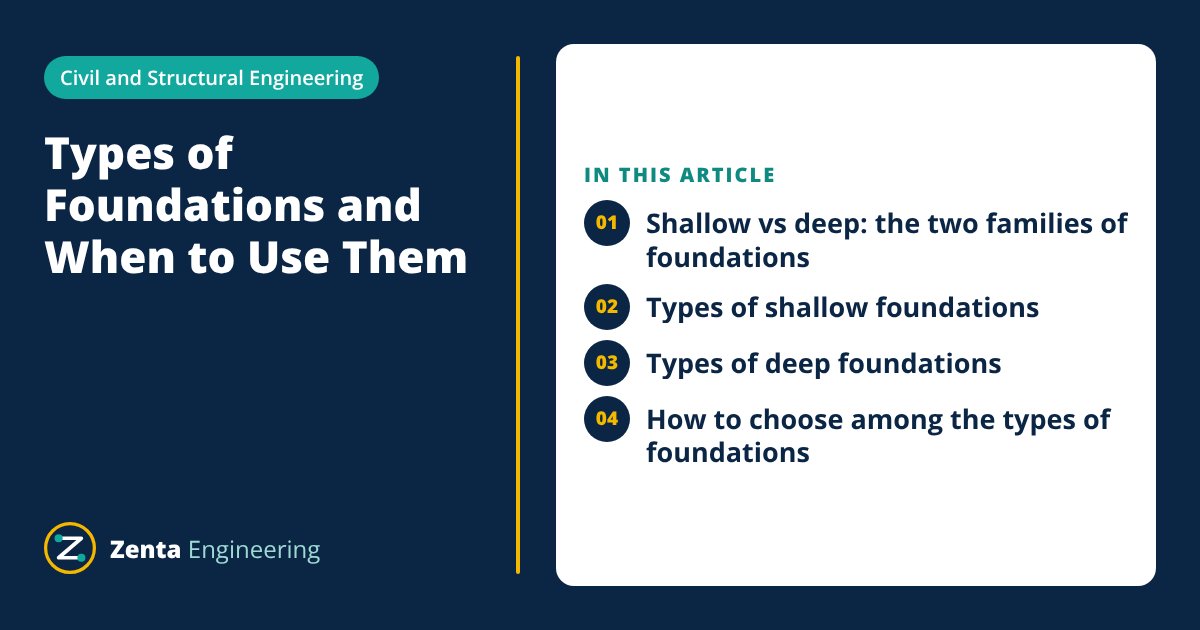 Civil and Structural Engineering
Types of
Foundations and
When to Use Them
Zenta Engineering
IN THIS ARTICLE
01 Shallow vs deep: the two families of
foundations
02 Types of shallow foundations
03 Types of deep foundations
04 How to choose among the types of
foundations